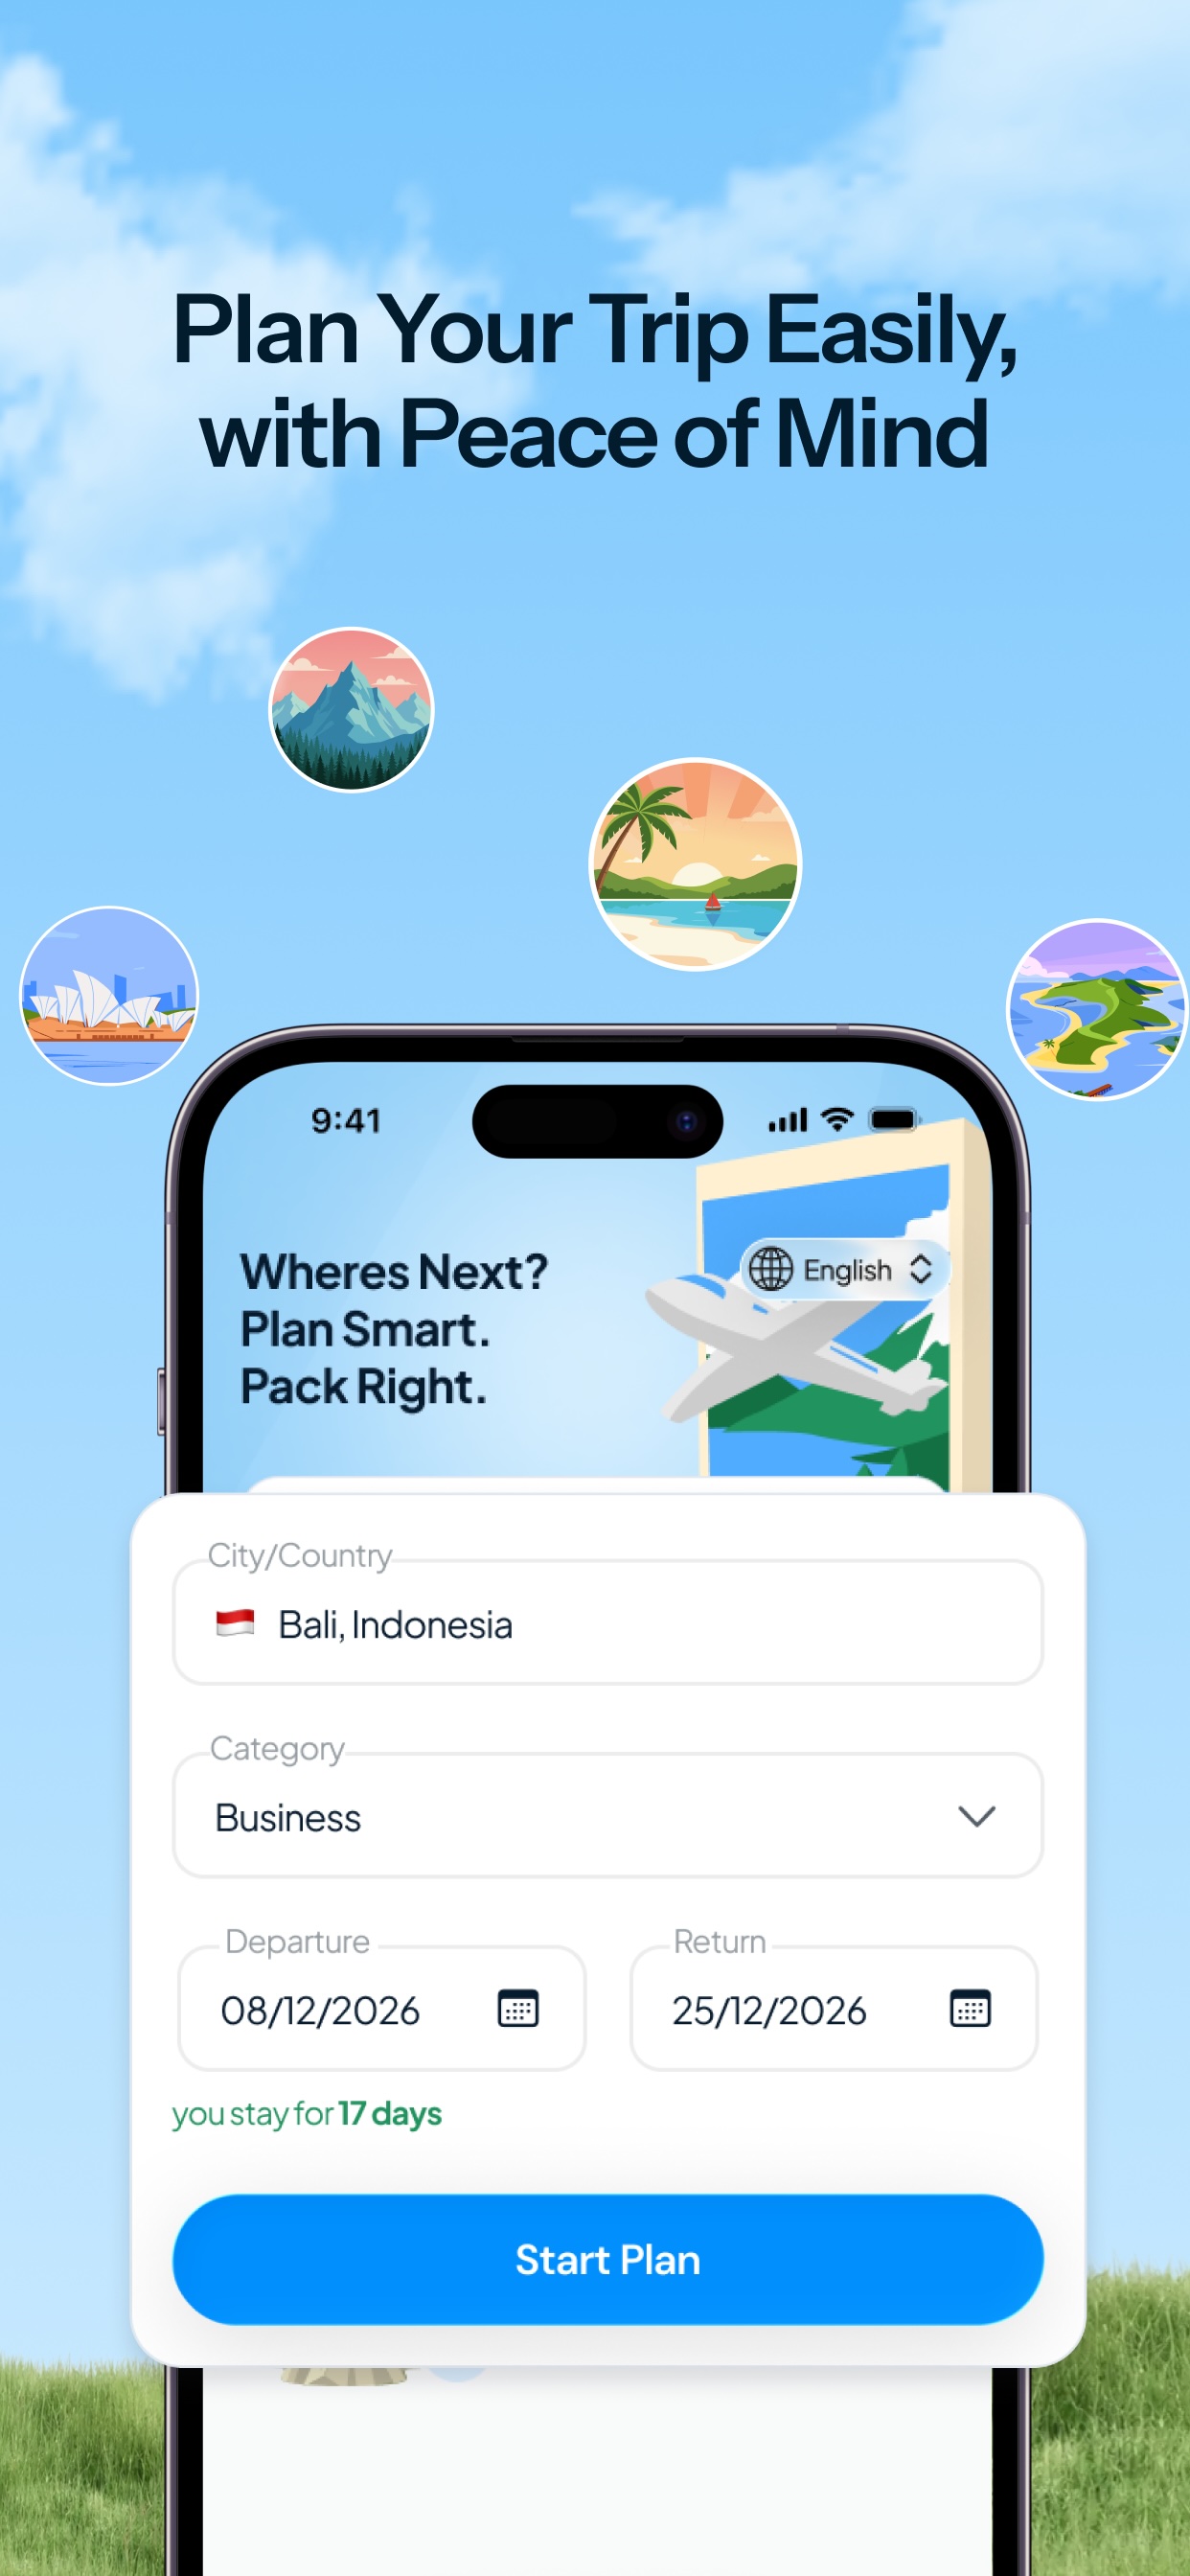 Plan Your Trip Easily,
with Peace of Mind
9:41
Wheres Next?
Plan Smart.
Pack Right.
English
City/Country
Bali, Indonesia
Category
Business
Departure
Return
08/12/2026
25/12/2026
you stay for 17 days
Start Plan